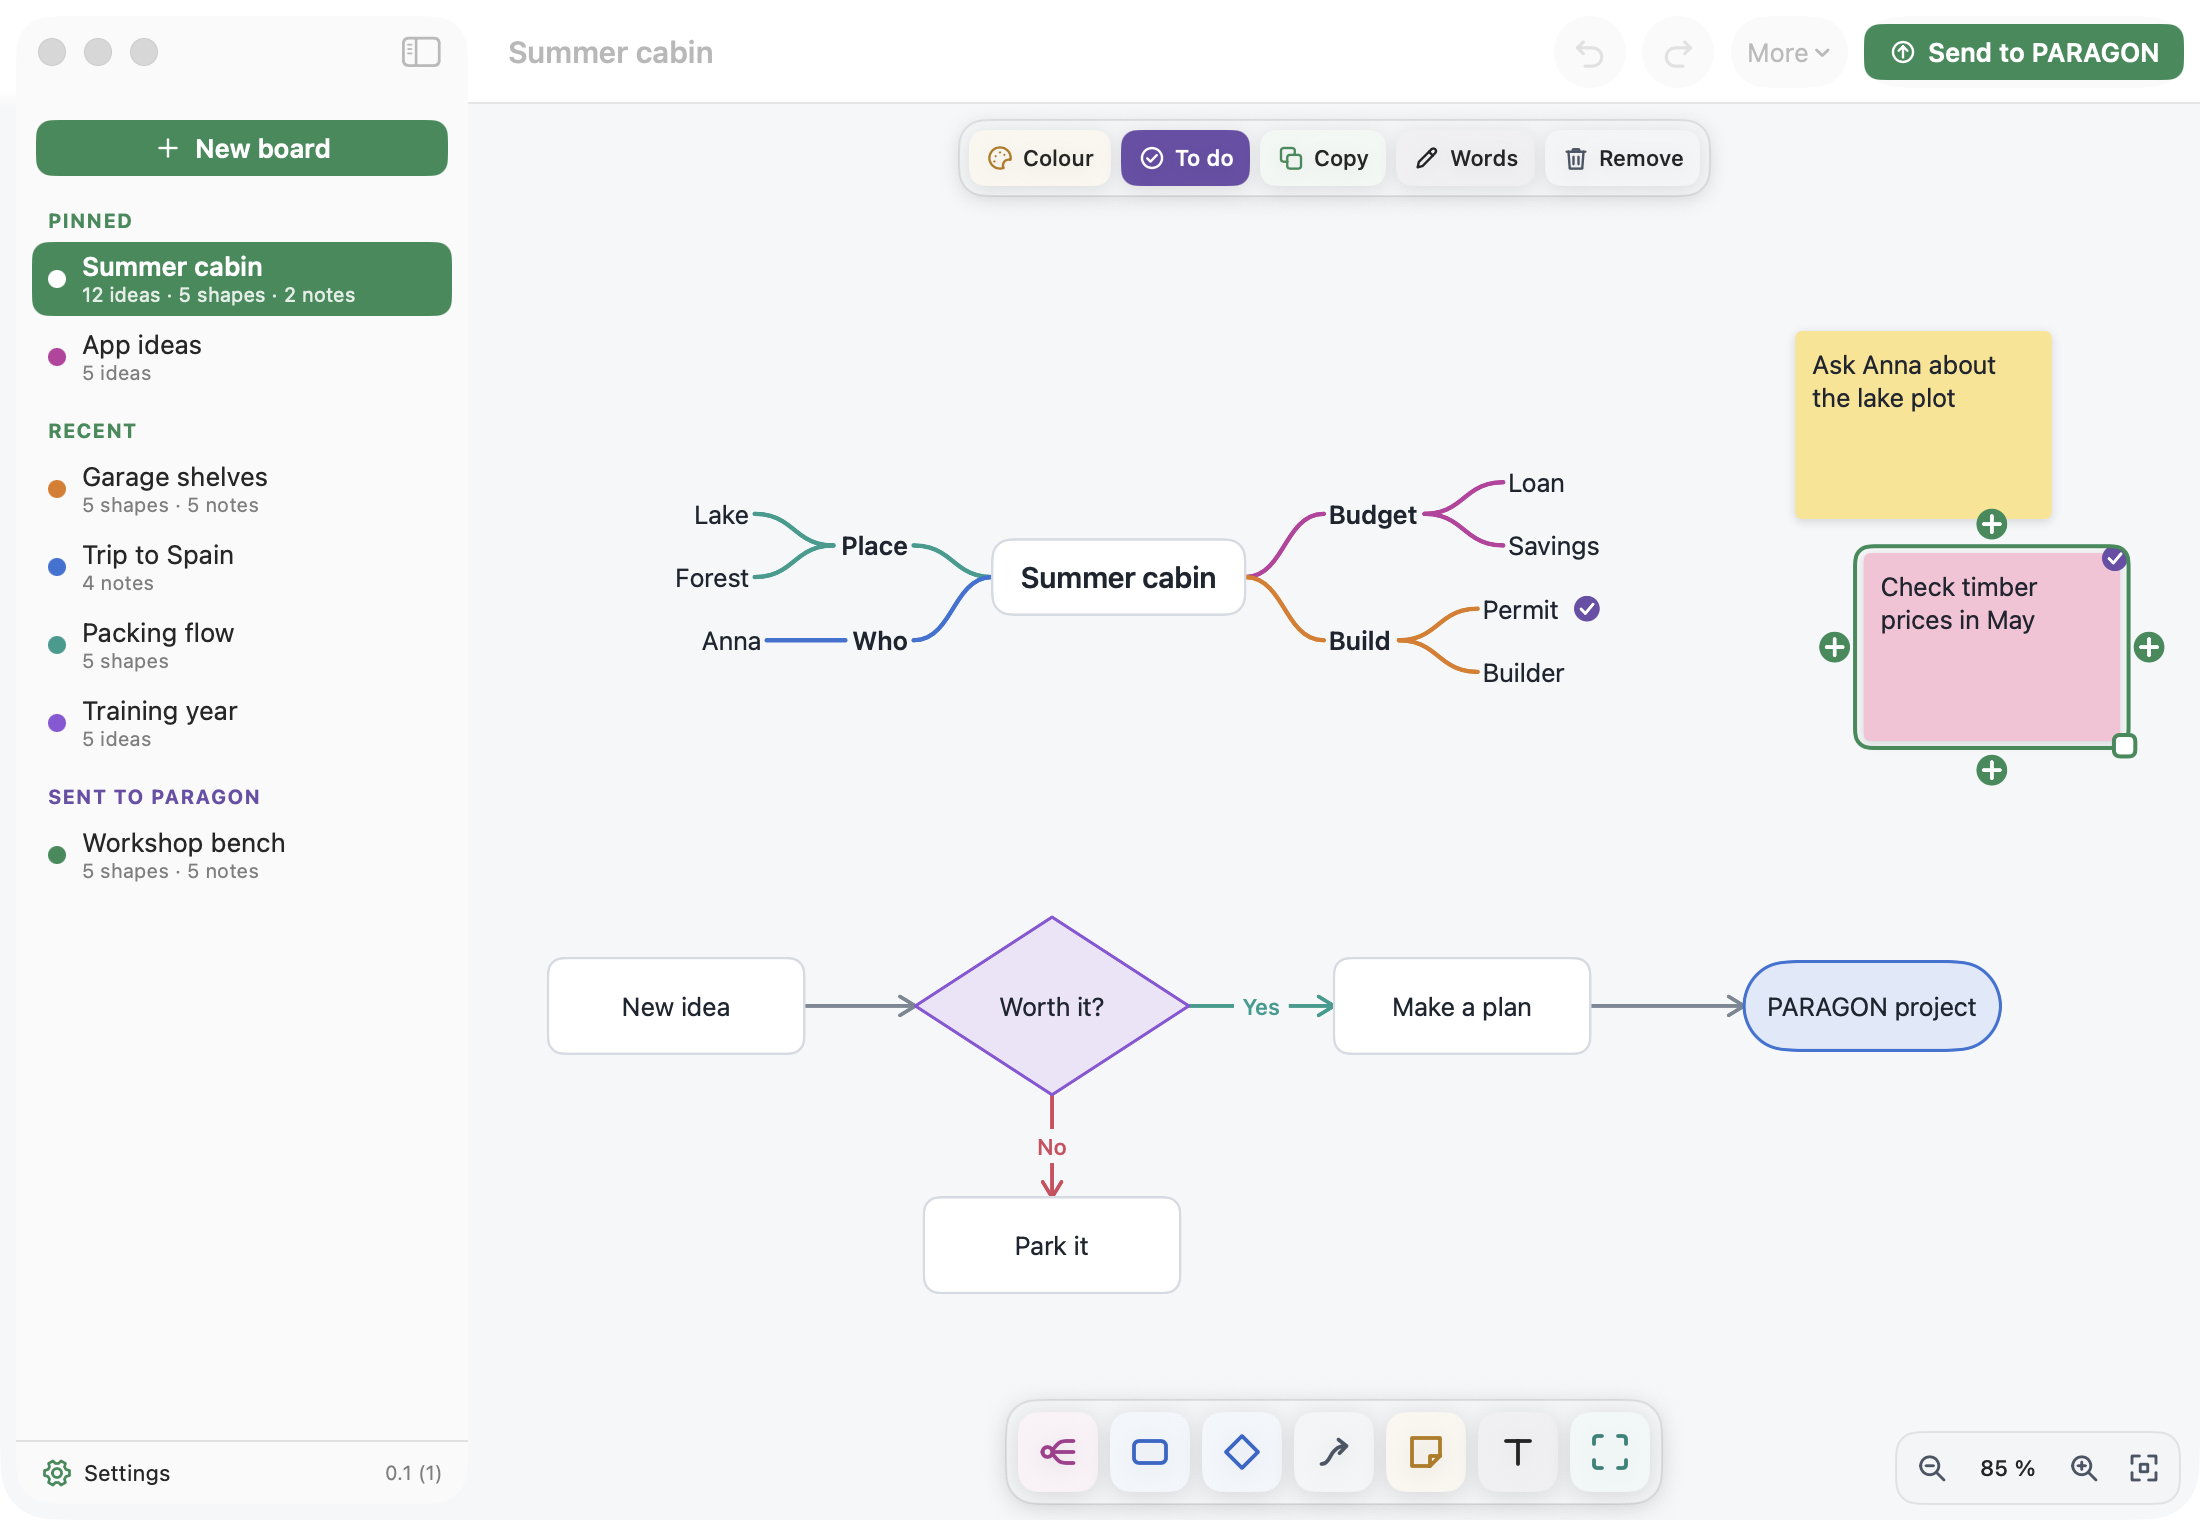 Summer cabin
More
Send to PARAGON
New board
PINNED
Summer cabin
12 ideas · 5 shapes · 2 notes
App ideas
5 ideas
RECENT
Garage shelves
5 shapes · 5 notes
Trip to Spain
4 notes
Packing flow
5 shapes
Training year
5 ideas
SENT TO PARAGON
Workshop bench
5 shapes · 5 notes
Settings
0.1 (1)
Colour
To do
Copy
Words
Remove
Ask Anna about
the lake plot
Check timber
prices in May
Lake
Forest
Place
Anna
Who
Summer cabin
Budget
Loan
Savings
Build
Permit
Builder
New idea
Worth it?
Yes
Make a plan
PARAGON project
No
Park it
T
85 %